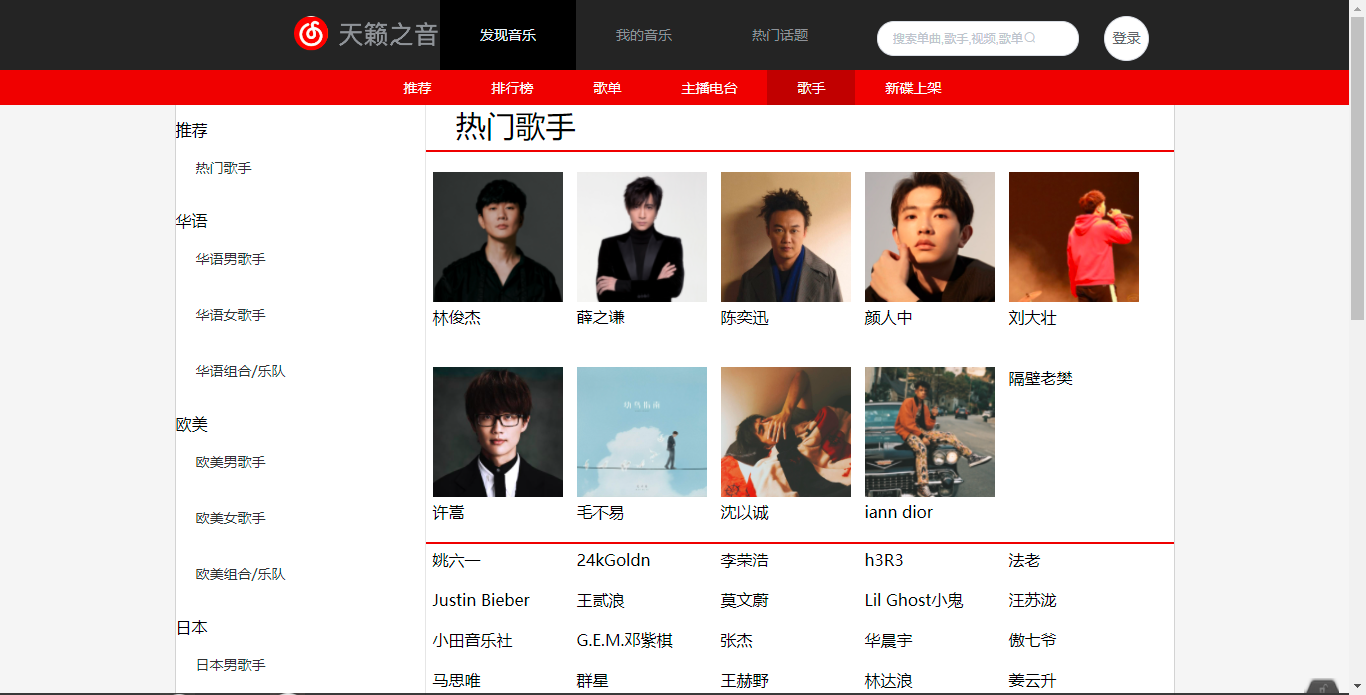 天籁之音 发现音乐 我的音乐 热门话题 搜索单曲,歌手,视频,歌单 登录
推荐 排行榜 歌单 主播电台 歌手 新碟上架
推荐
热门歌手
华语
华语男歌手
华语女歌手
华语组合/乐队
欧美
欧美男歌手
欧美女歌手
欧美组合/乐队
日本
日本男歌手
热门歌手
林俊杰 薛之谦 陈奕迅 颜人中 刘大壮
幼鸟指南
许嵩 毛不易 沈以诚 iann dior 隔壁老樊
姚六一 24kGoldn 李荣浩 h3R3 法老
Justin Bieber 王贰浪 莫文蔚 Lil Ghost小鬼 汪苏泷
小田音乐社 G.E.M.邓紫棋 张杰 华晨宇 傲七爷
马思唯 群星 王赫野 林达浪 姜云升